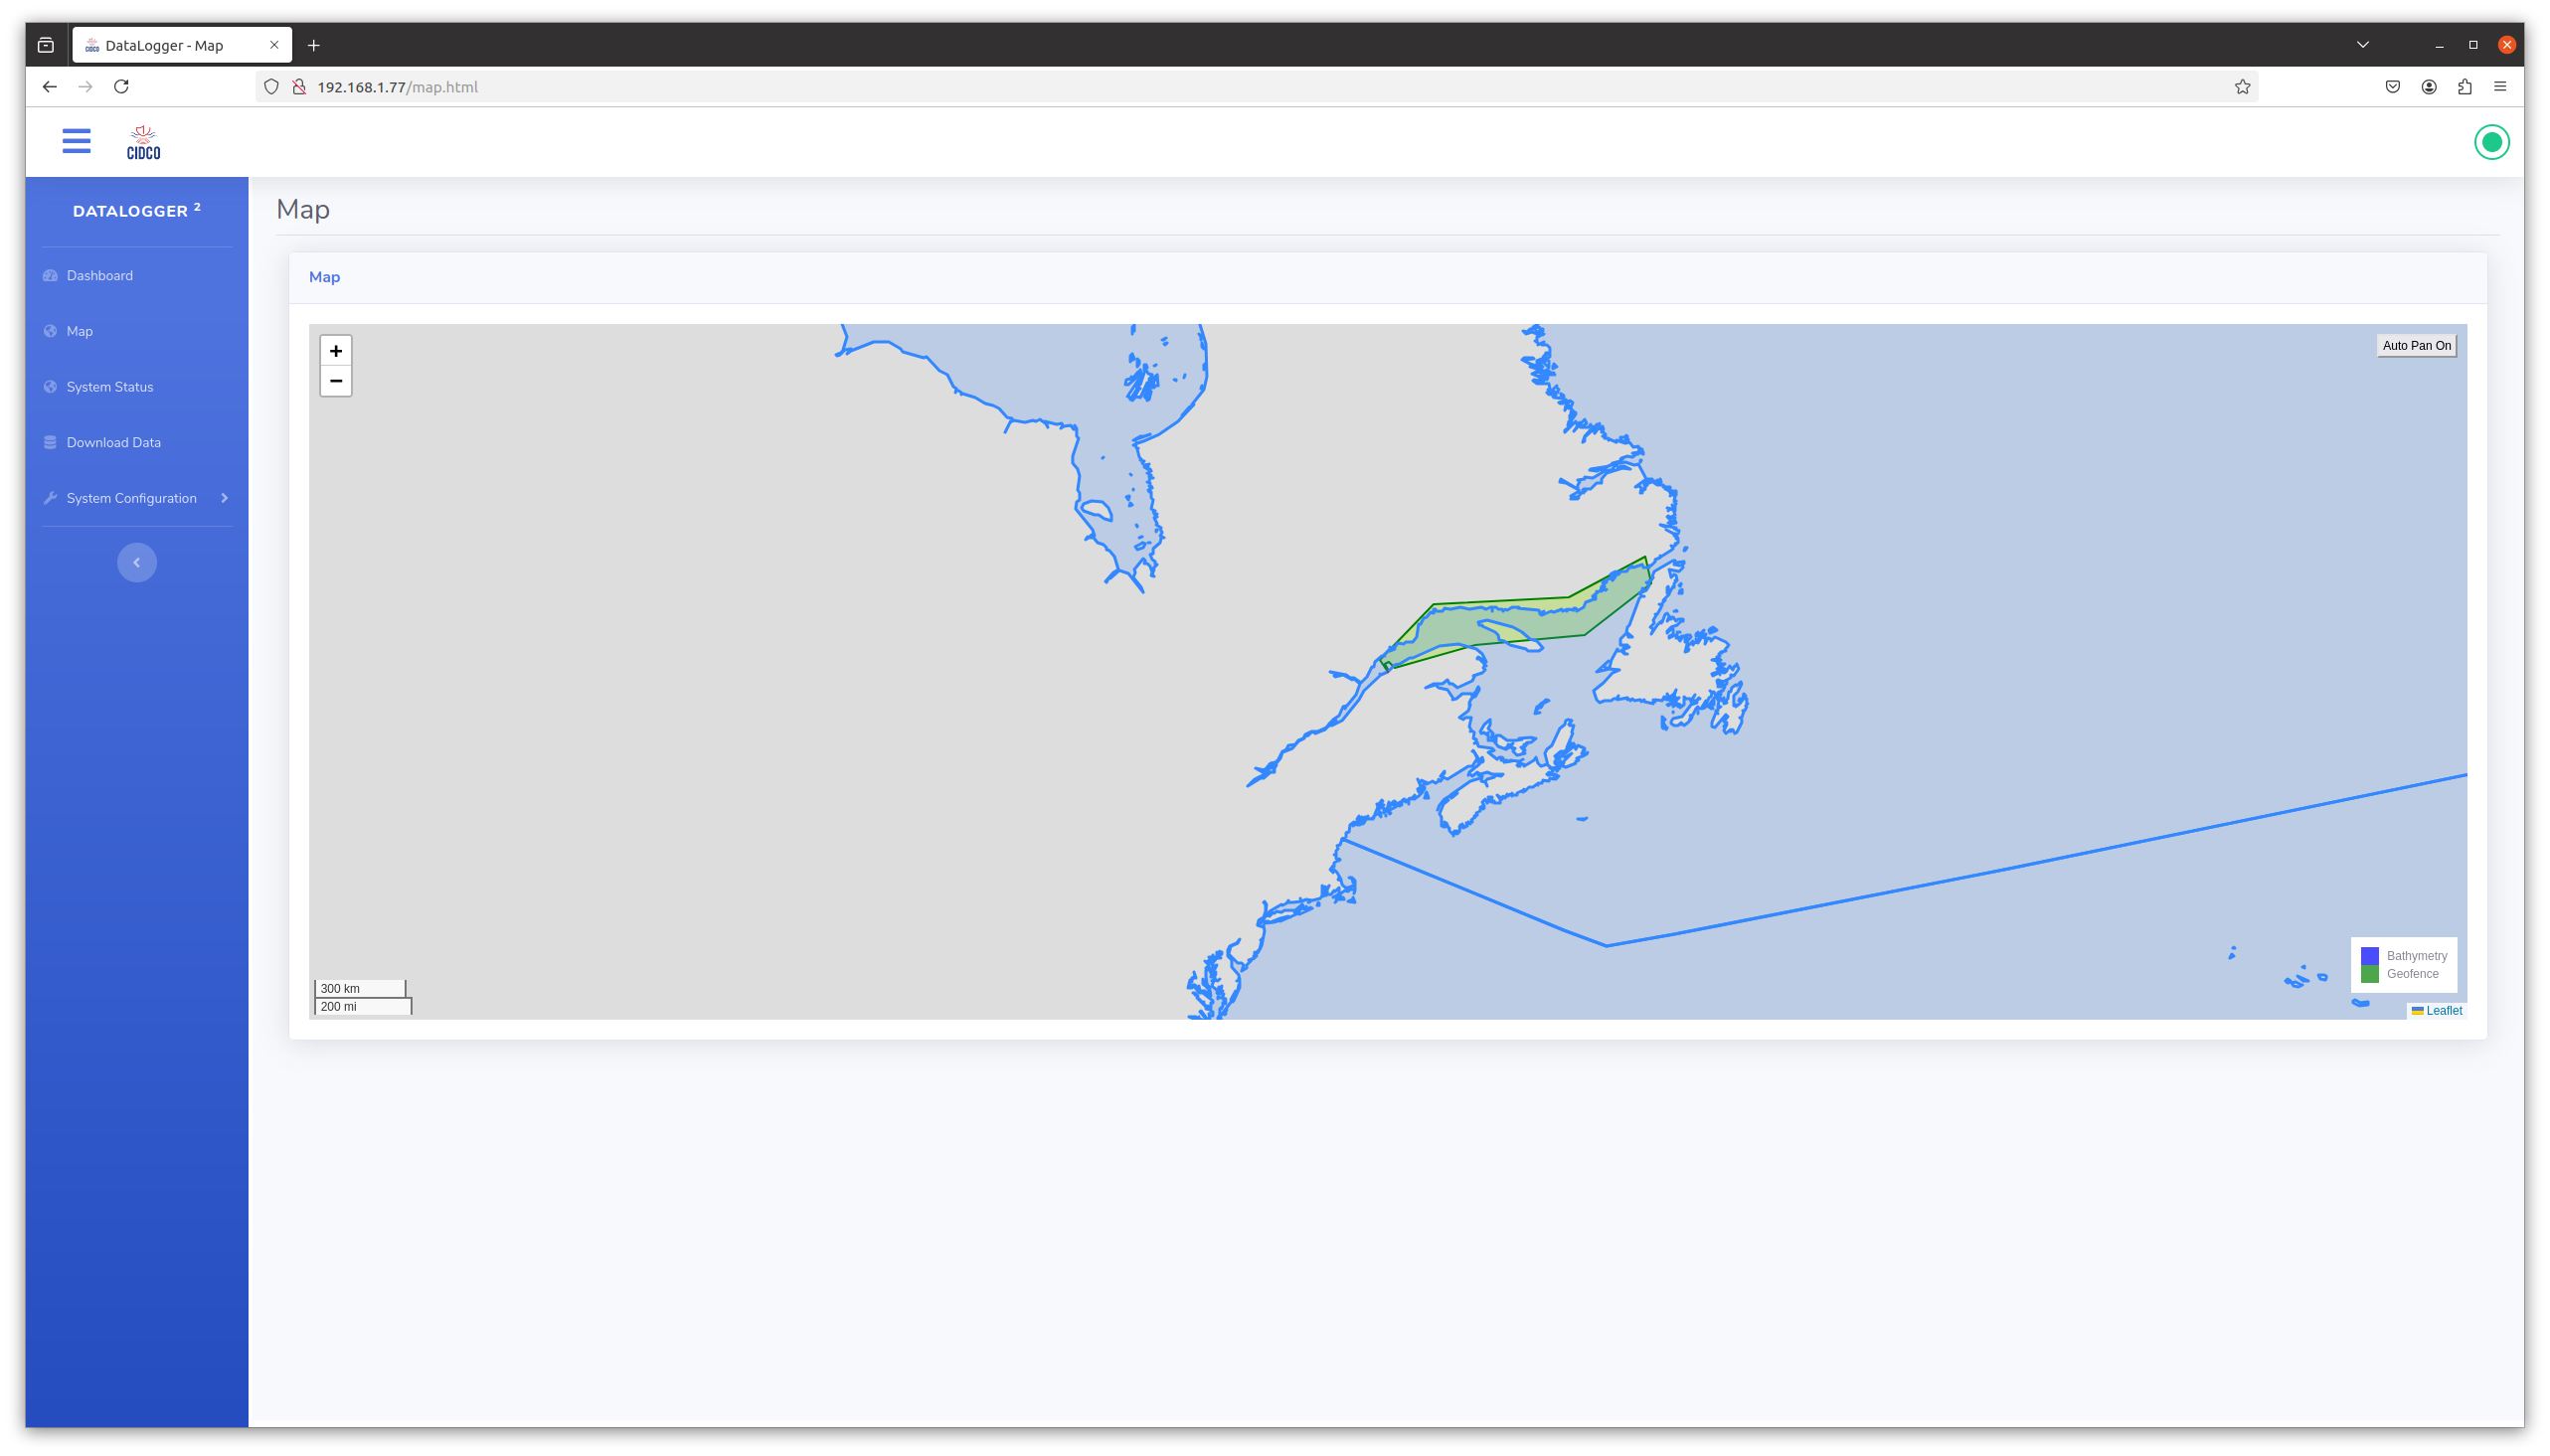 DataLogger - Map
192.168.1.77/map.html
CIDCO
DATALOGGER 2
Dashboard
Map
System Status
Download Data
System Configuration
Map
Map
+
−
Auto Pan On
300 km
200 mi
Bathymetry
Geofence
Leaflet